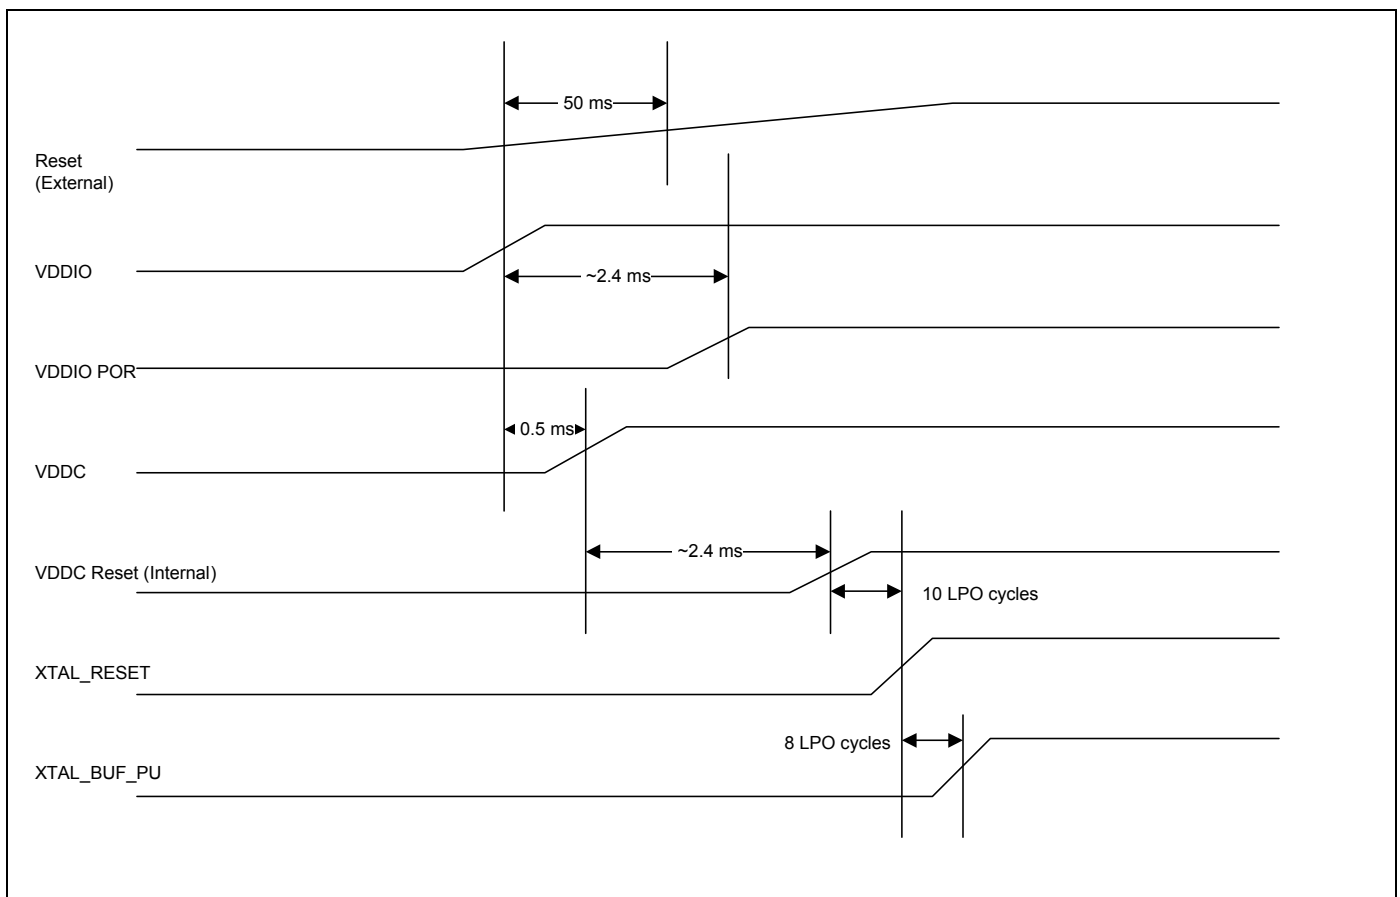 50 ms
Reset
(External)
VDDIO
~2.4 ms
VDDIO POR
0.5 ms
VDDC
~2.4 ms
VDDC Reset (Internal)
10 LPO cycles
XTAL_RESET
8 LPO cycles
XTAL_BUF_PU